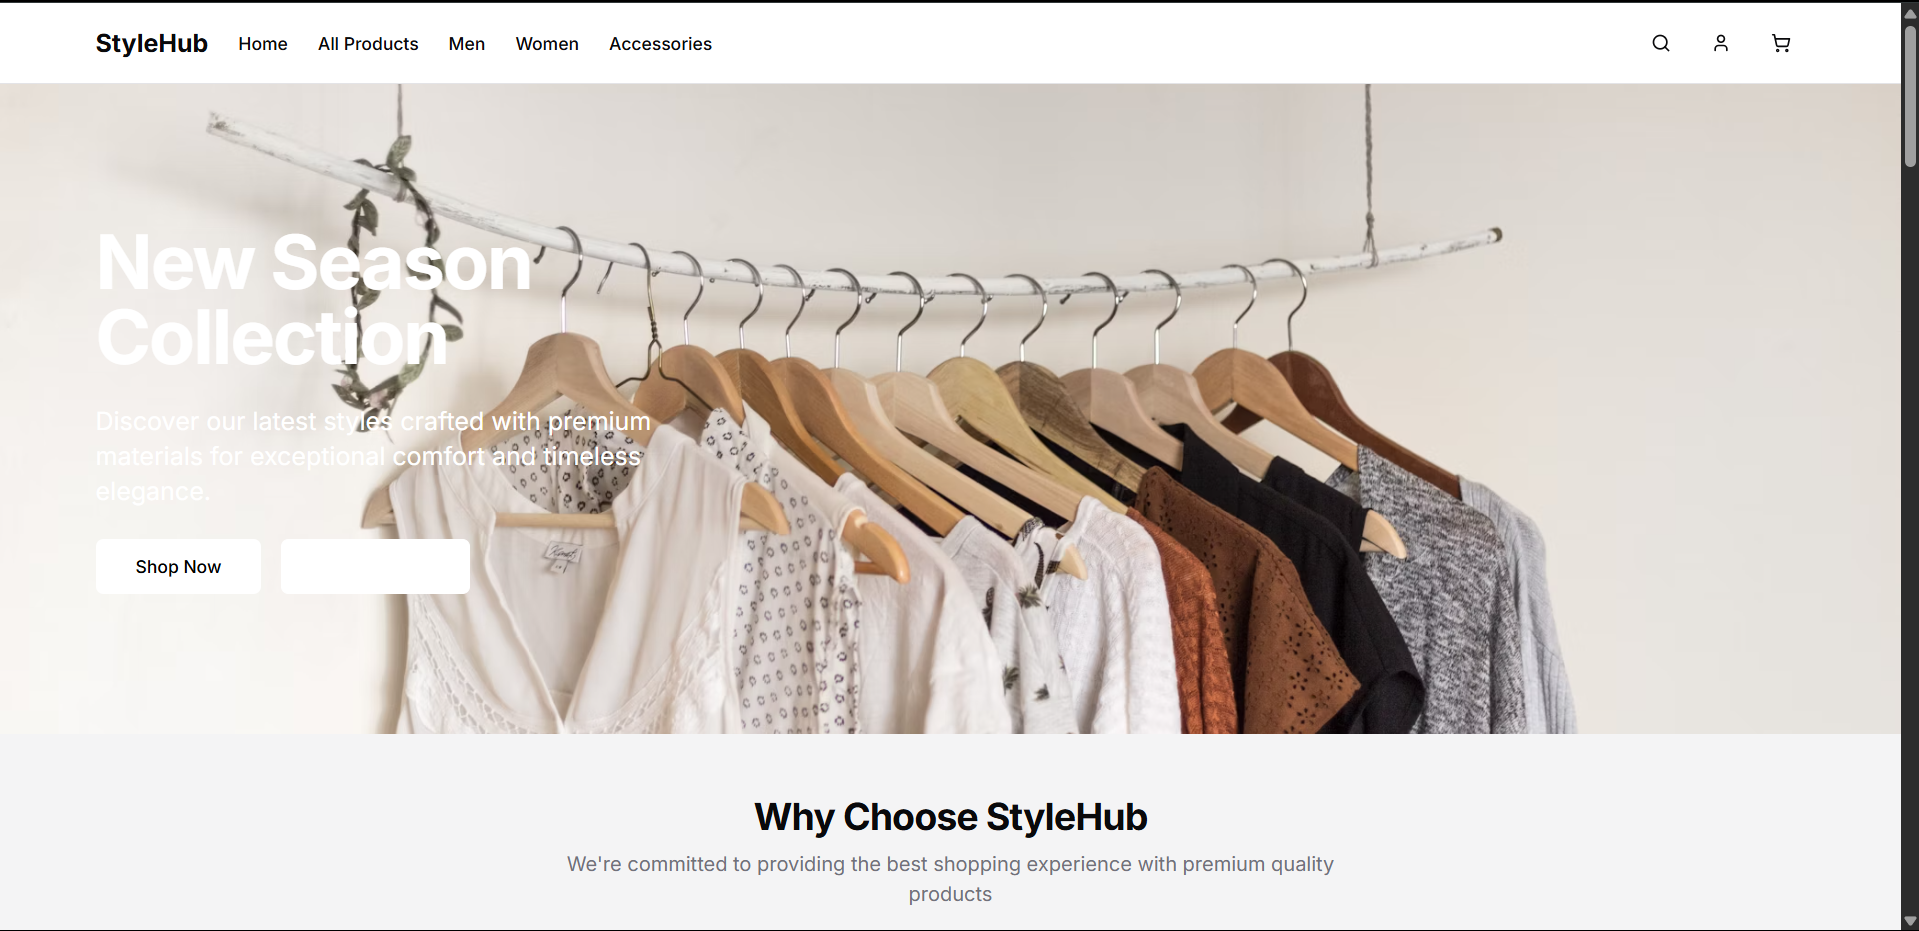 StyleHub Home All Products Men Women Accessories
New Season
Collection
Discover our latest styles crafted with premium
materials for exceptional comfort and timeless
elegance.
Shop Now
Why Choose StyleHub
We're committed to providing the best shopping experience with premium quality
products